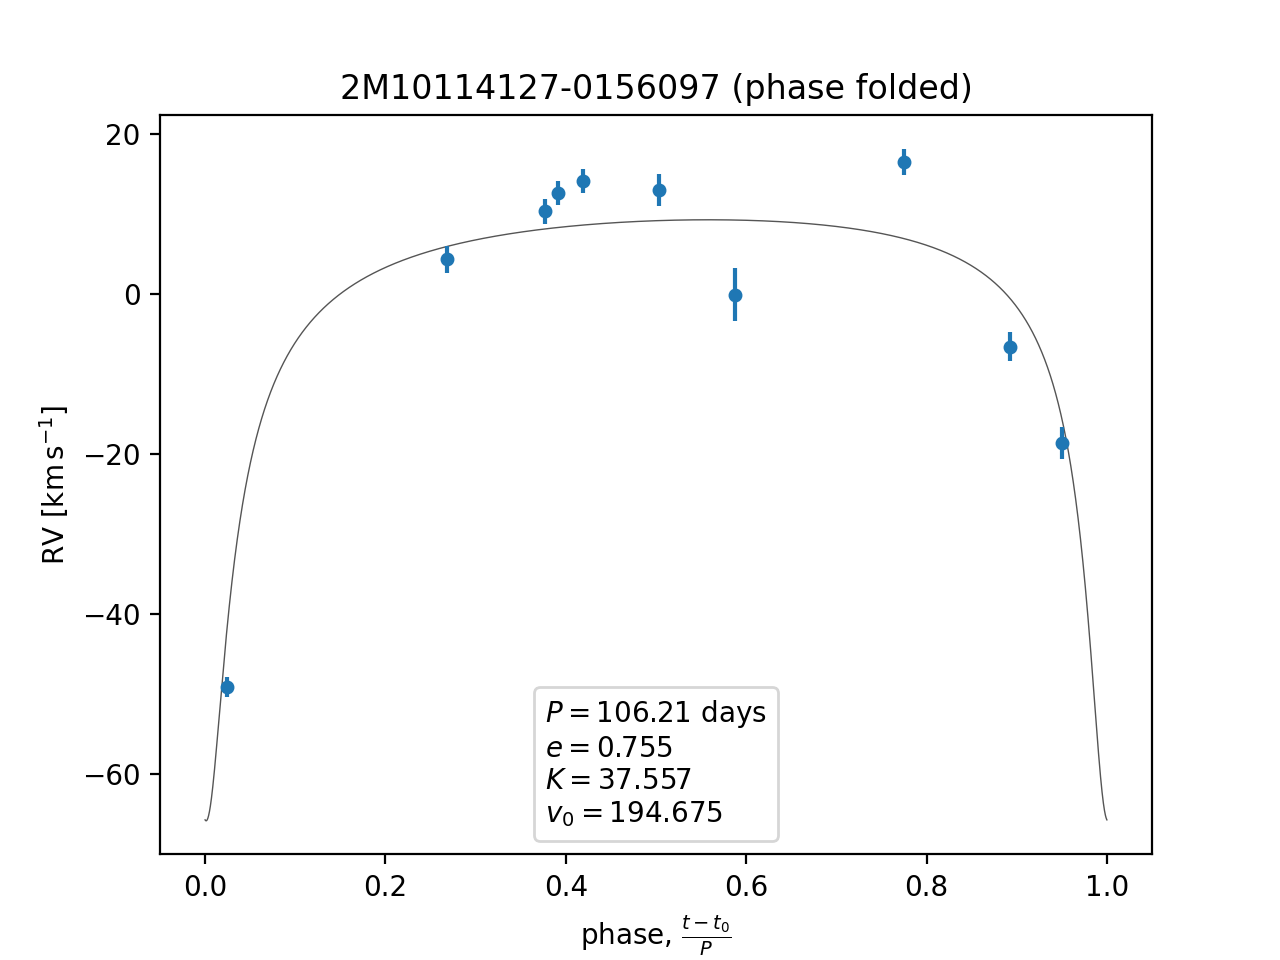 2M10114127-0156097 (phase folded)
20
0
−20
−40
−60
RV [km s⁻¹]
P = 106.21 days
e = 0.755
K = 37.557
v₀ = 194.675
0.0 0.2 0.4 0.6 0.8 1.0
phase, (t − t₀)/P